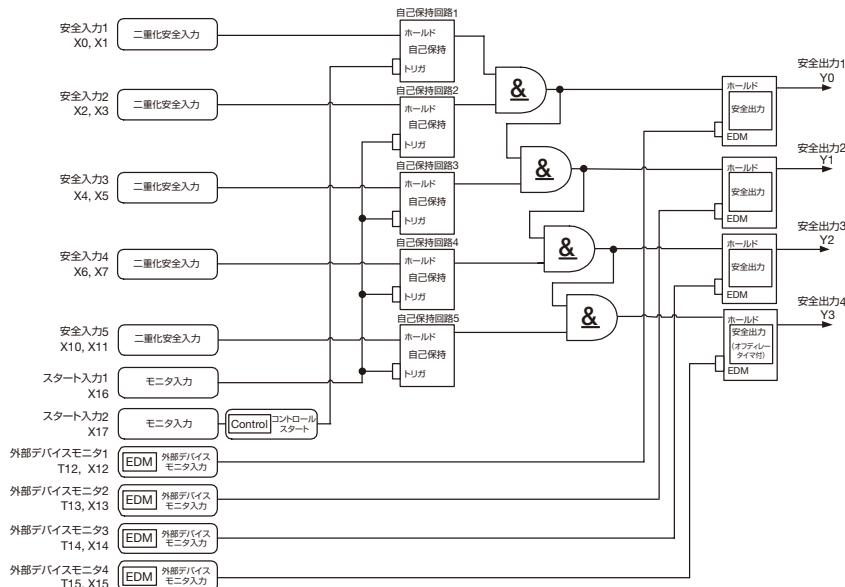 自己保持回路1
安全入力1
X0, X1
二重化安全入力
ホールド
自己保持
トリガ
&
安全出力1
Y0
ホールド
安全出力
EDM
自己保持回路2
安全入力2
X2, X3
二重化安全入力
ホールド
自己保持
トリガ
&
安全出力2
Y1
ホールド
安全出力
EDM
自己保持回路3
安全入力3
X4, X5
二重化安全入力
ホールド
自己保持
トリガ
&
安全出力3
Y2
ホールド
安全出力
EDM
自己保持回路4
安全入力4
X6, X7
二重化安全入力
ホールド
自己保持
トリガ
&
安全出力4
Y3
ホールド
安全出力
(オフディレー
タイマ付)
EDM
自己保持回路5
安全入力5
X10, X11
二重化安全入力
ホールド
自己保持
トリガ
スタート入力1
X16
モニタ入力
スタート入力2
X17
モニタ入力
Control
コントロール
スタート
外部デバイスモニタ1
T12, X12
EDM
外部デバイス
モニタ入力
外部デバイスモニタ2
T13, X13
EDM
外部デバイス
モニタ入力
外部デバイスモニタ3
T14, X14
EDM
外部デバイス
モニタ入力
外部デバイスモニタ4
T15, X15
EDM
外部デバイス
モニタ入力